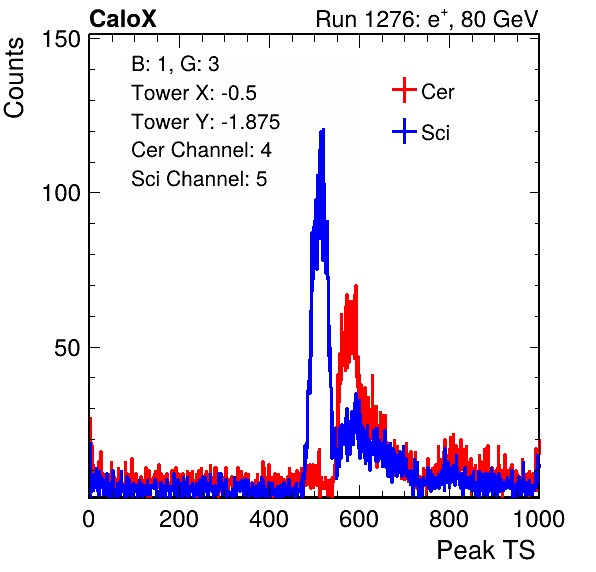 CaloX Run 1276: e⁺, 80 GeV
Counts
150
100
50
B: 1, G: 3
Tower X: -0.5
Tower Y: -1.875
Cer Channel: 4
Sci Channel: 5
Cer
Sci
0 200 400 600 800 1000
Peak TS